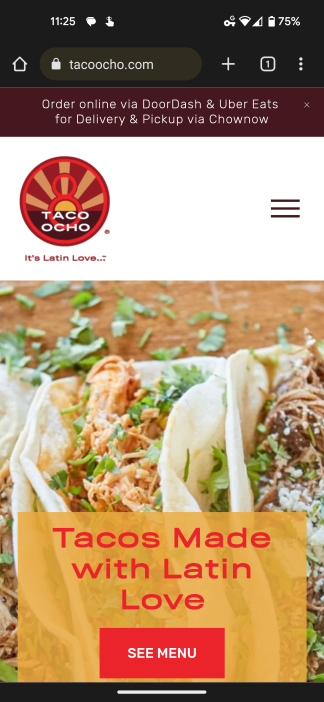 11:25
75%
tacoocho.com
1
Order online via DoorDash & Uber Eats
for Delivery & Pickup via Chownow
×
TACO
OCHO
®
It's Latin Love...™
Tacos Made
with Latin
Love
SEE MENU